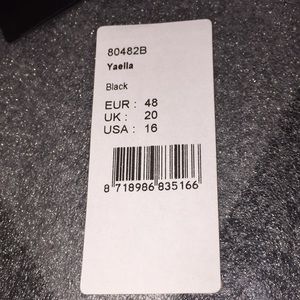 80482B
Yaella
Black
EUR : 48
UK : 20
USA : 16
8 718986 835166